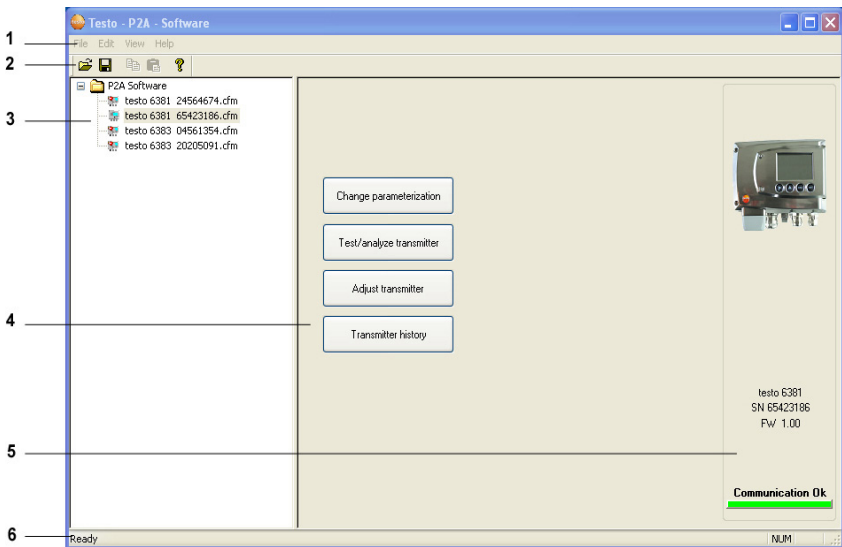 Testo - P2A - Software
1
File Edit View Help
2
P2A Software
testo 6381 24564674.cfm
3
testo 6381 65423186.cfm
testo 6383 04561354.cfm
testo 6383 20205091.cfm
Change parameterization
Test/analyze transmitter
Adjust transmitter
4
Transmitter history
testo 6381
SN 65423186
FW 1.00
5
Communication Ok
6
Ready
NUM